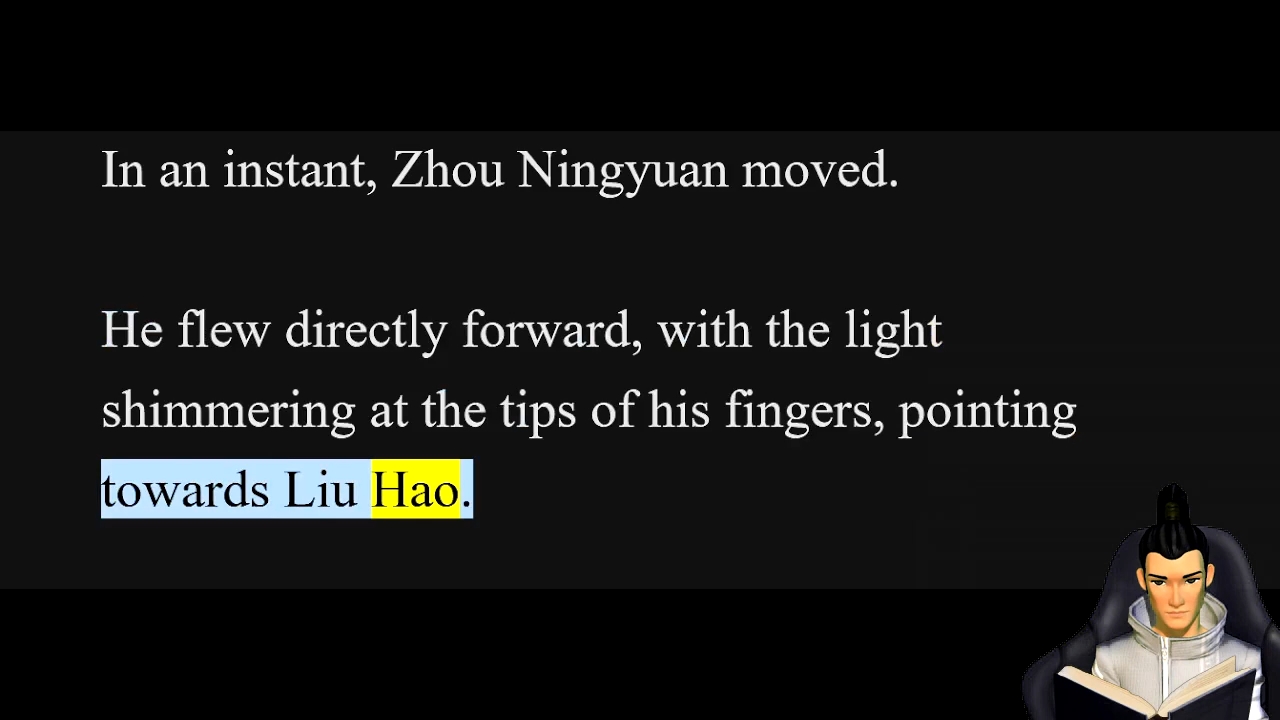 In an instant, Zhou Ningyuan moved.
He flew directly forward, with the light
shimmering at the tips of his fingers, pointing
towards Liu Hao.